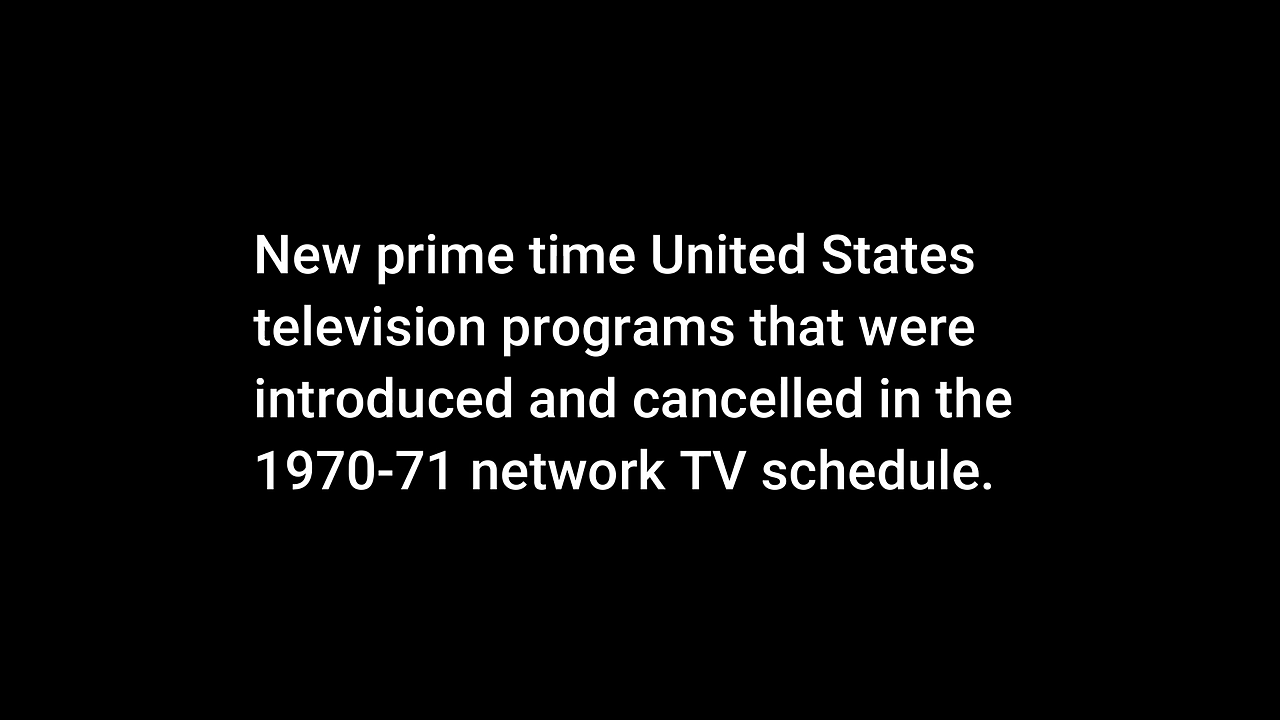 New prime time United States
television programs that were
introduced and cancelled in the
1970-71 network TV schedule.